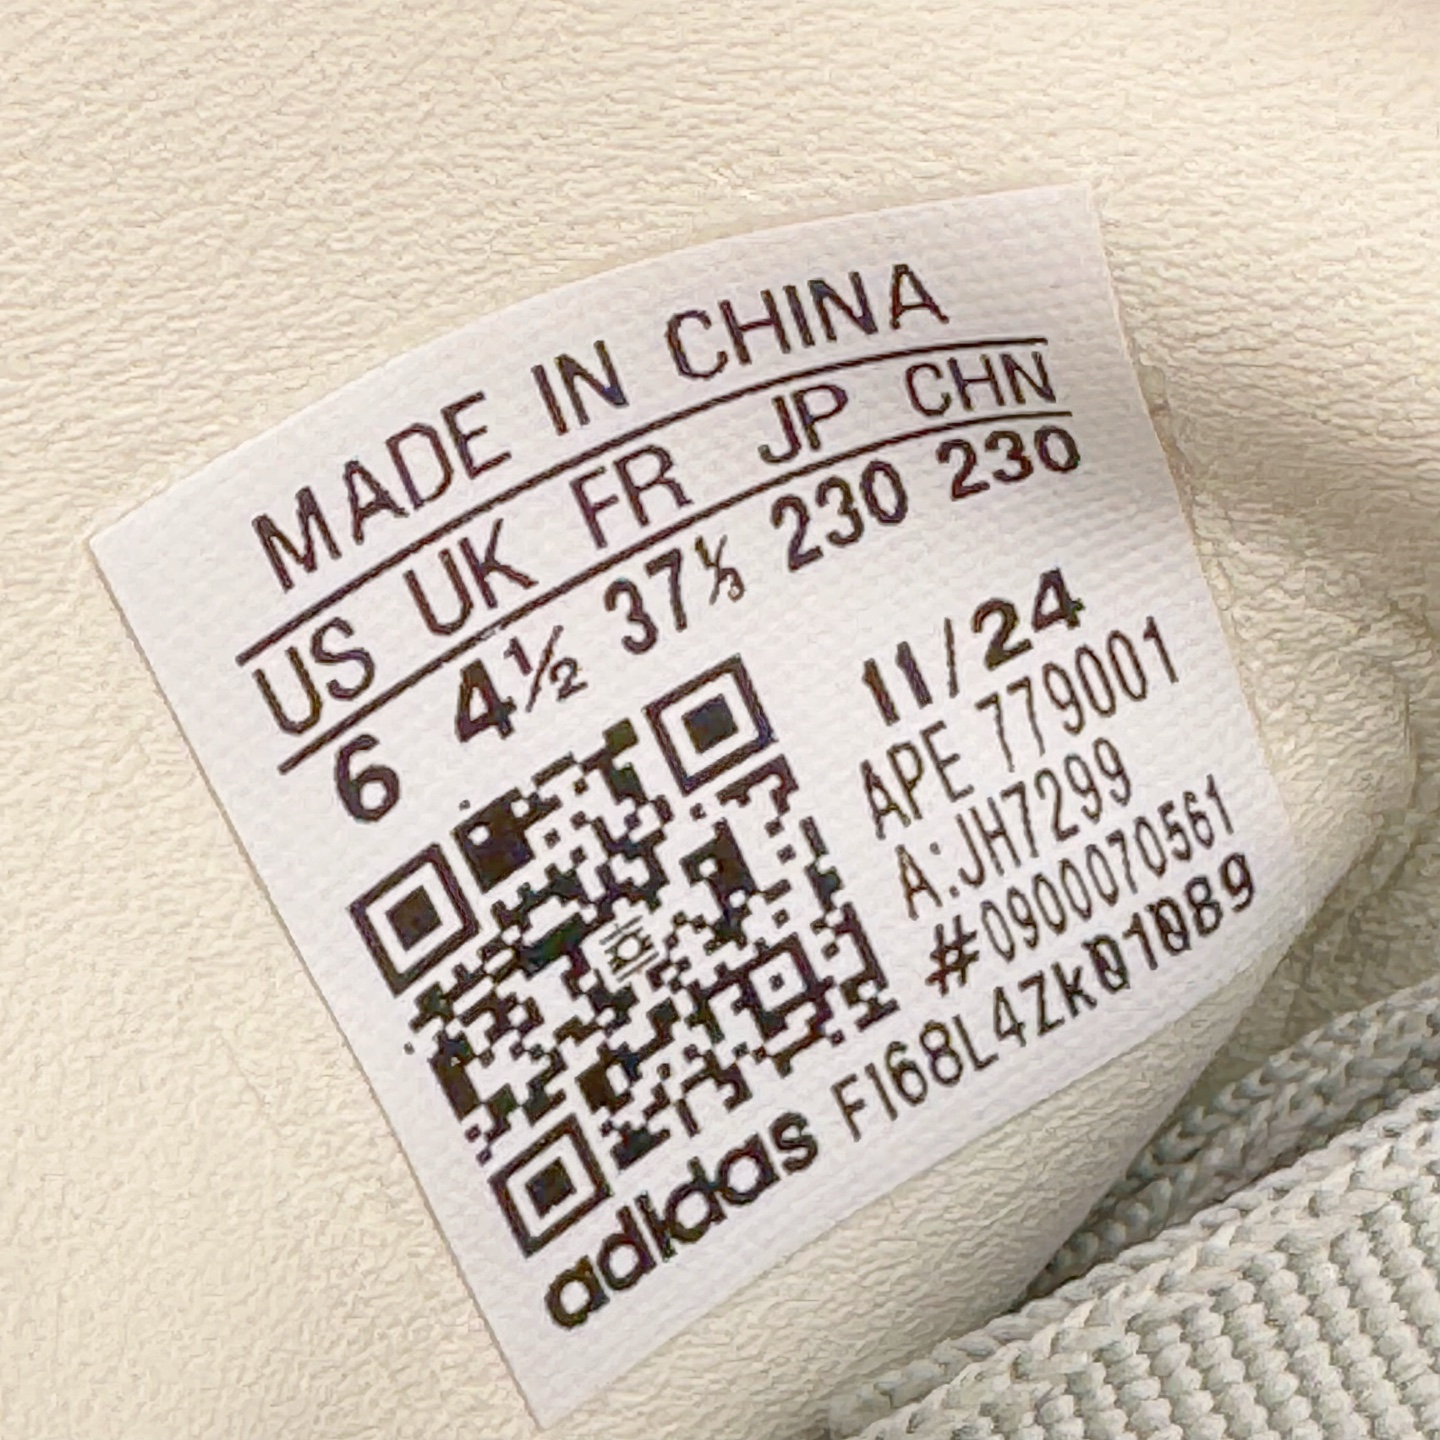 MADE IN CHINA
US UK FR JP CHN
6 4½ 37⅓ 230 230
11/24
APE 779001
A:JH7299
#0900070561
adidas FI68L4ZK